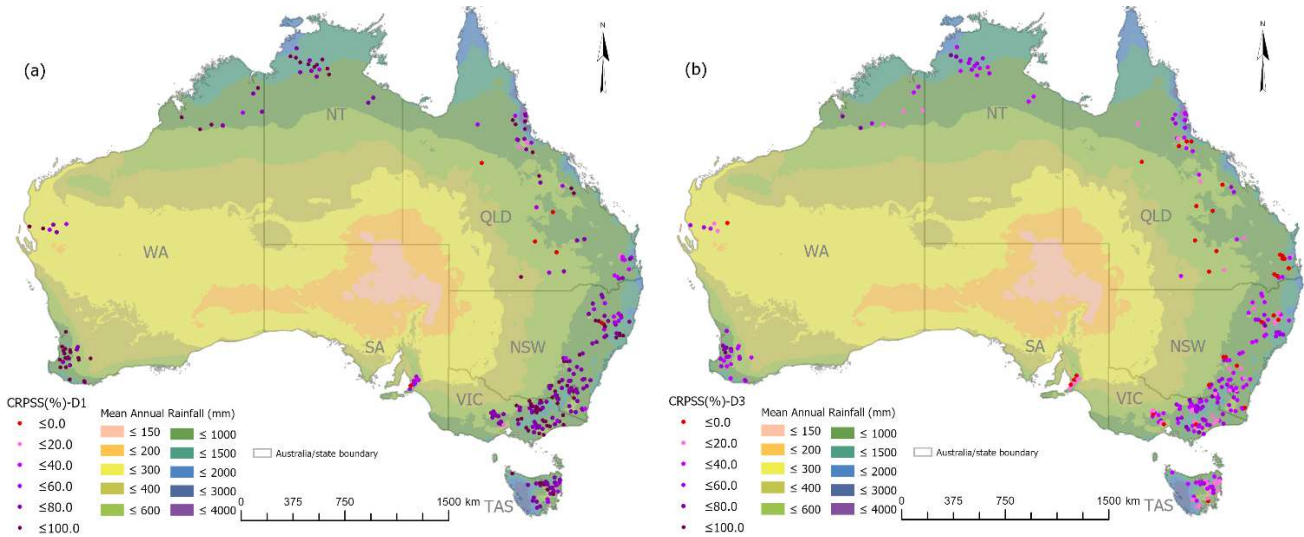 (a)
N
NT
QLD
WA
SA
NSW
VIC
TAS
CRPSS(%)-D1
≤0.0
≤20.0
≤40.0
≤60.0
≤80.0
≤100.0
Mean Annual Rainfall (mm)
≤ 150
≤ 200
≤ 300
≤ 400
≤ 600
≤ 1000
≤ 1500
≤ 2000
≤ 3000
≤ 4000
Australia/state boundary
0 375 750 1500 km
(b)
N
NT
QLD
WA
SA
NSW
VIC
TAS
CRPSS(%)-D3
≤0.0
≤20.0
≤40.0
≤60.0
≤80.0
≤100.0
Mean Annual Rainfall (mm)
≤ 150
≤ 200
≤ 300
≤ 400
≤ 600
≤ 1000
≤ 1500
≤ 2000
≤ 3000
≤ 4000
Australia/state boundary
0 375 750 1500 km